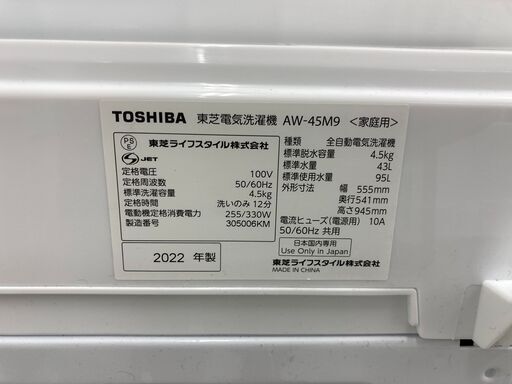 TOSHIBA 東芝電気洗濯機 AW-45M9 <家庭用>
PSE
JET
東芝ライフスタイル株式会社
定格電圧 100V
定格周波数 50/60Hz
標準洗濯容量 4.5kg
定格時間 洗いのみ 12分
電動機定格消費電力 255/330W
製造番号 305006KM
2022 年製
種類 全自動電気洗濯機
標準脱水容量 4.5kg
標準水量 43L
標準使用水量 95L
外形寸法 幅 555mm
奥行541mm
高さ945mm
電流ヒューズ(電源用) 10A
50/60Hz 共用
日本国内専用
Use Only in Japan
東芝ライフスタイル株式会社
MADE IN CHINA